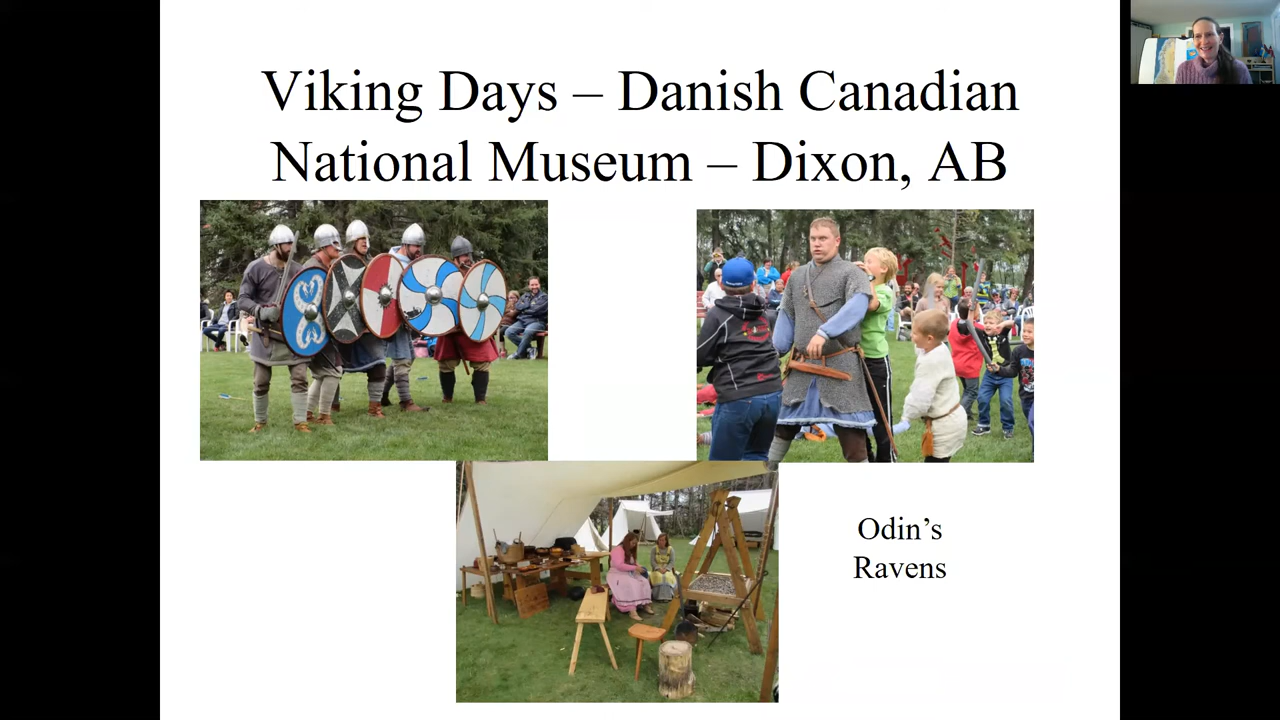 Viking Days – Danish Canadian
National Museum – Dixon, AB
Odin’s
Ravens